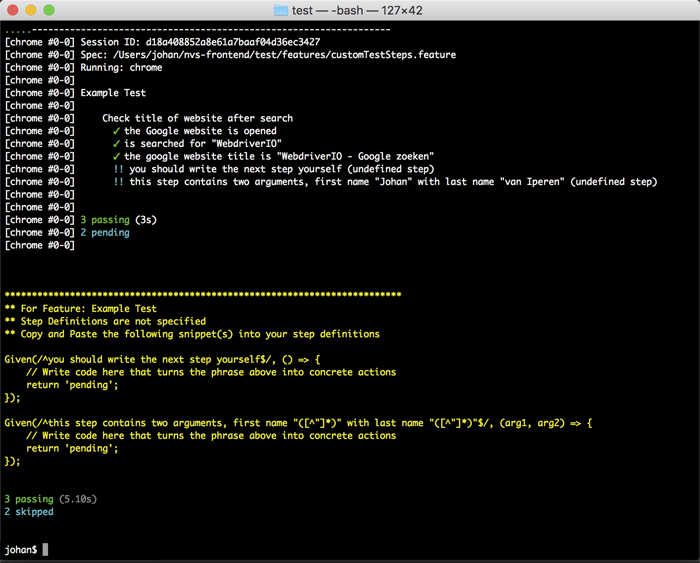 test — -bash — 127×42
.....------------------------------------------------------------------
[chrome #0-0] Session ID: d18a408852a8e61a7baaf04d36ec3427
[chrome #0-0] Spec: /Users/johan/nvs-frontend/test/features/customTestSteps.feature
[chrome #0-0] Running: chrome
[chrome #0-0]
[chrome #0-0] Example Test
[chrome #0-0]
[chrome #0-0]     Check title of website after search
[chrome #0-0]       ✓ the Google website is opened
[chrome #0-0]       ✓ is searched for "WebdriverIO"
[chrome #0-0]       ✓ the google website title is "WebdriverIO - Google zoeken"
[chrome #0-0]       !! you should write the next step yourself (undefined step)
[chrome #0-0]       !! this step contains two arguments, first name "Johan" with last name "van Iperen" (undefined step)
[chrome #0-0]
[chrome #0-0]
[chrome #0-0] 3 passing (3s)
[chrome #0-0] 2 pending
[chrome #0-0]
*************************************************************************
** For Feature: Example Test
** Step Definitions are not specified
** Copy and Paste the following snippet(s) into your step definitions
Given(/^you should write the next step yourself$/, () => {
    // Write code here that turns the phrase above into concrete actions
    return 'pending';
});
Given(/^this step contains two arguments, first name "([^"]*)" with last name "([^"]*)"$/, (arg1, arg2) => {
    // Write code here that turns the phrase above into concrete actions
    return 'pending';
});
3 passing (5.10s)
2 skipped
johan$